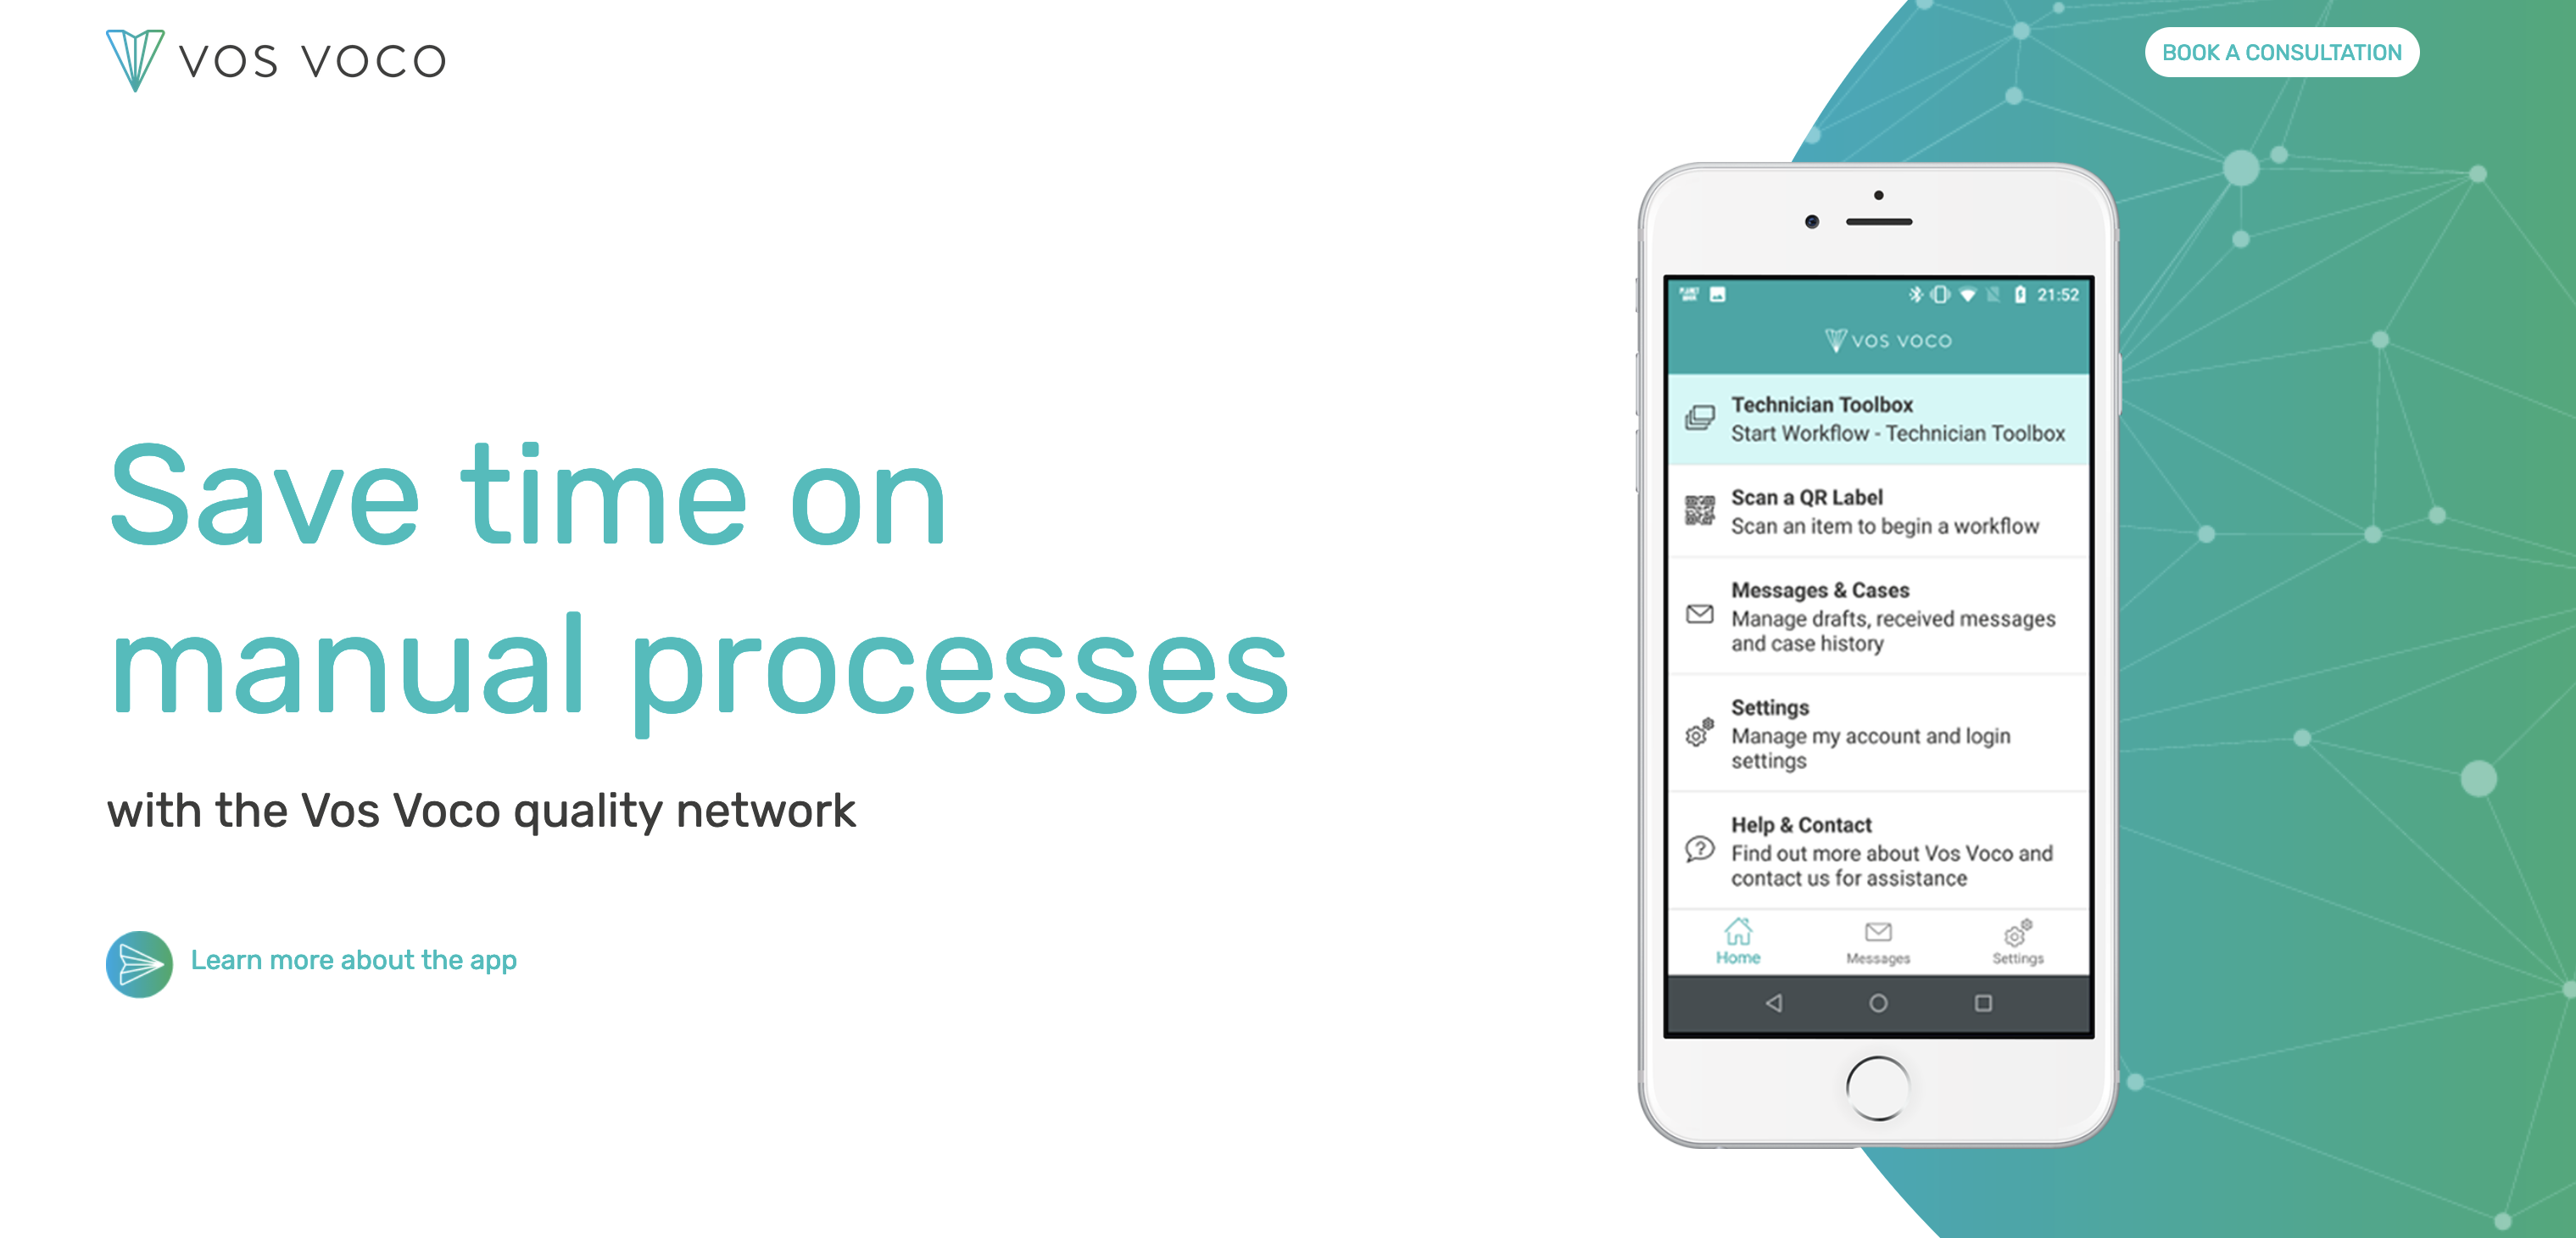 VOS VOCO
BOOK A CONSULTATION
Save time on
manual processes
with the Vos Voco quality network
Learn more about the app
21:52
VOS VOCO
Technician Toolbox
Start Workflow - Technician Toolbox
Scan a QR Label
Scan an item to begin a workflow
Messages & Cases
Manage drafts, received messages
and case history
Settings
Manage my account and login
settings
Help & Contact
Find out more about Vos Voco and
contact us for assistance
Home
Messages
Settings